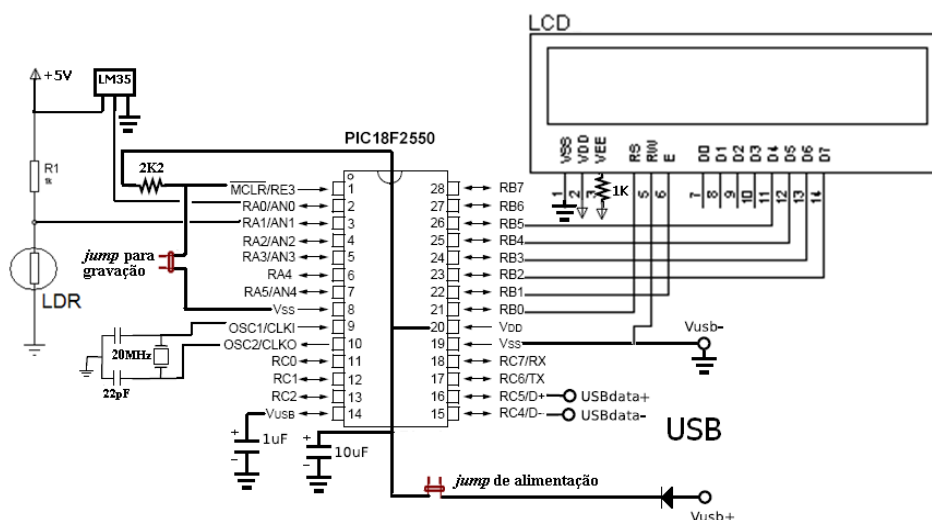 LCD
+5V
LM35
PIC18F2550
R1
2K2
1K
VSS
VDD
VEE
RS
RW
E
D0
D1
D2
D3
D4
D5
D6
D7
1
2
3
4
5
6
7
8
9
10
11
12
13
14
MCLR/RE3 1
RA0/AN0 2
RA1/AN1 3
RA2/AN2 4
RA3/AN3 5
RA4 6
RA5/AN4 7
Vss 8
OSC1/CLKI 9
OSC2/CLKO 10
RC0 11
RC1 12
RC2 13
VUSB 14
28 RB7
27 RB6
26 RB5
25 RB4
24 RB3
23 RB2
22 RB1
21 RB0
20 VDD
19 Vss
18 RC7/RX
17 RC6/TX
16 RC5/D+ USBdata+
15 RC4/D- USBdata-
jump para
gravação
LDR
20MHz
22pF
Vusb-
+
1uF
-
+
10uF
-
USB
jump de alimentação
Vusb+